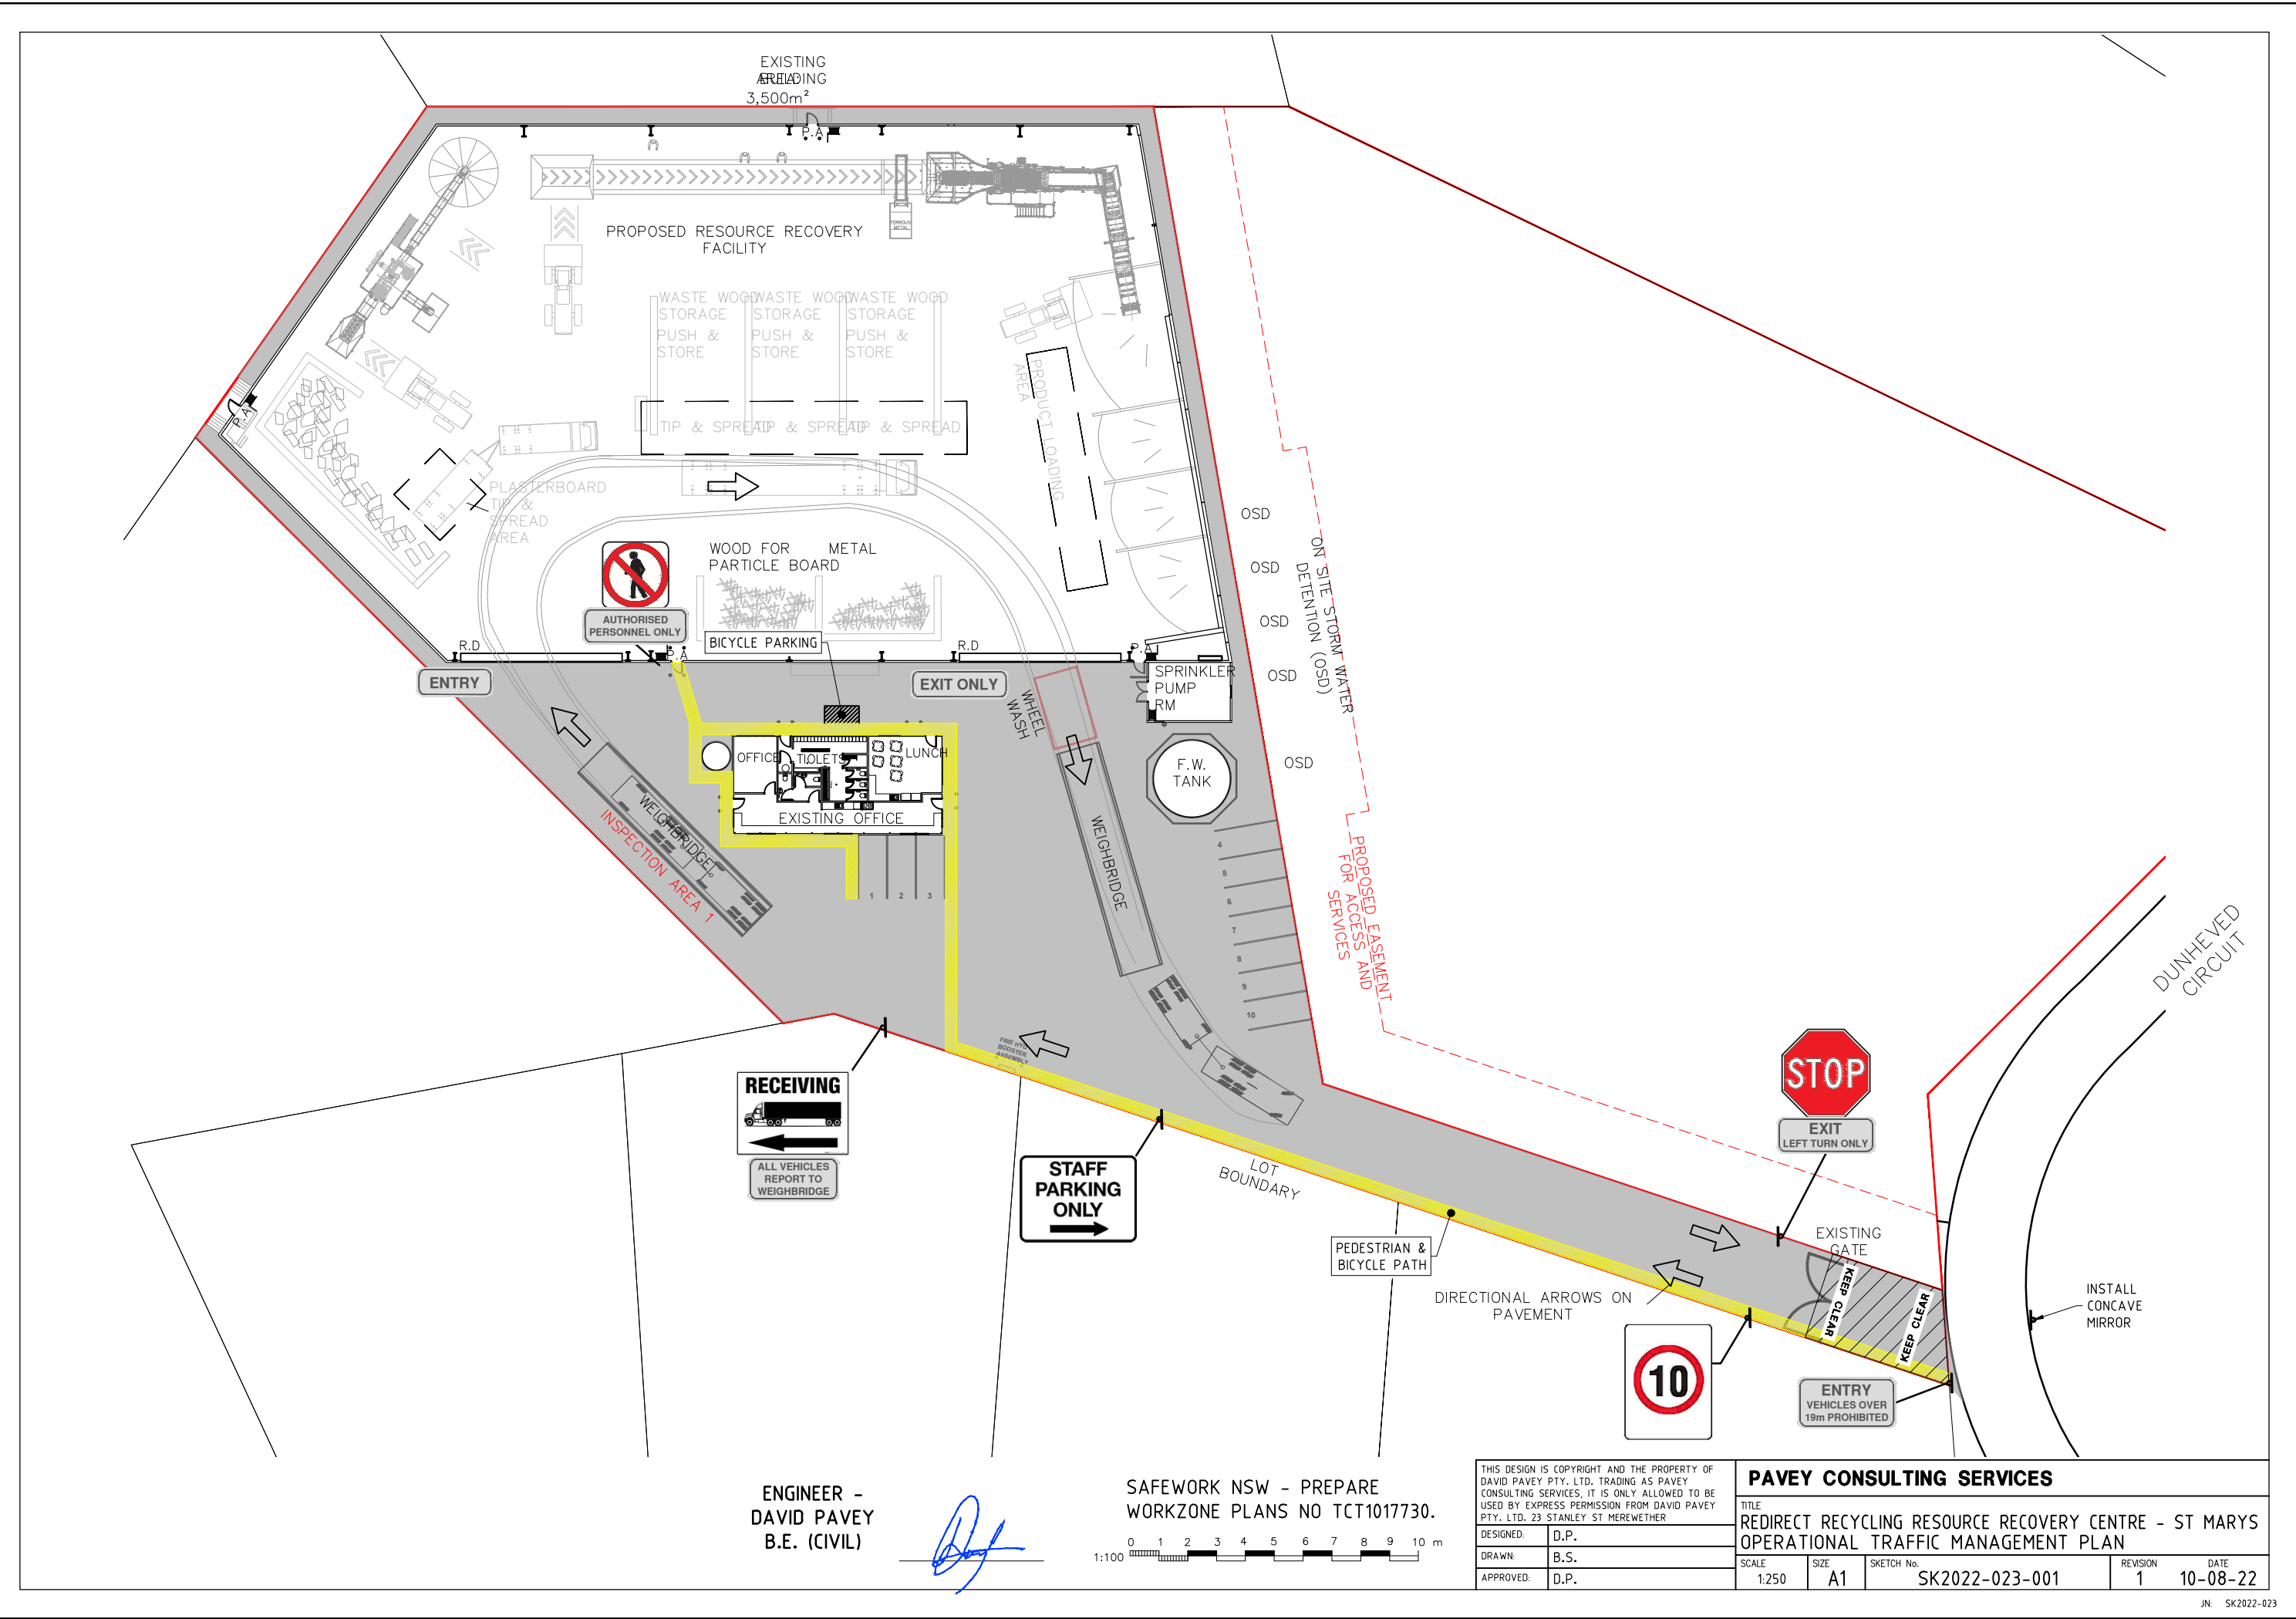 EXISTING
BUILDING
AREA:
3,500m²
P.A
PROPOSED RESOURCE RECOVERY
FACILITY
FERROUS
METAL
WASTE WOOD
STORAGE
PUSH &
STORE
WASTE WOOD
STORAGE
PUSH &
STORE
WASTE WOOD
STORAGE
PUSH &
STORE
TIP & SPREAD
TIP & SPREAD
TIP & SPREAD
PRODUCT LOADING
AREA
P.A
PLASTERBOARD
TIP &
SPREAD
AREA
WOOD FOR
PARTICLE BOARD
METAL
AUTHORISED
PERSONNEL ONLY
BICYCLE PARKING
R.D
P.A
R.D
P.A
ENTRY
EXIT ONLY
WHEEL
WASH
SPRINKLER
PUMP
RM
OSD
OSD
OSD
OSD
OSD
ON SITE STORM WATER
DETENTION (OSD)
F.W.
TANK
OFFICE
TIOLETS
LUNCH
EXISTING OFFICE
WEIGHBRIDGE
INSPECTION AREA 1
WEIGHBRIDGE
1
2
3
4
5
6
7
8
9
10
PROPOSED EASEMENT
FOR ACCESS AND
SERVICES
DUNHEVED
CIRCUIT
FIRE HYD
BOOSTER
ASSEMBLY
RECEIVING
ALL VEHICLES
REPORT TO
WEIGHBRIDGE
STAFF
PARKING
ONLY
LOT
BOUNDARY
PEDESTRIAN &
BICYCLE PATH
DIRECTIONAL ARROWS ON
PAVEMENT
STOP
EXIT
LEFT TURN ONLY
EXISTING
GATE
KEEP CLEAR
KEEP CLEAR
INSTALL
CONCAVE
MIRROR
10
ENTRY
VEHICLES OVER
19m PROHIBITED
ENGINEER -
DAVID PAVEY
B.E. (CIVIL)
SAFEWORK NSW - PREPARE
WORKZONE PLANS NO TCT1017730.
1:100
0 1 2 3 4 5 6 7 8 9 10 m
THIS DESIGN IS COPYRIGHT AND THE PROPERTY OF
DAVID PAVEY PTY. LTD. TRADING AS PAVEY
CONSULTING SERVICES, IT IS ONLY ALLOWED TO BE
USED BY EXPRESS PERMISSION FROM DAVID PAVEY
PTY. LTD. 23 STANLEY ST MEREWETHER
DESIGNED: D.P.
DRAWN: B.S.
APPROVED: D.P.
PAVEY CONSULTING SERVICES
TITLE
REDIRECT RECYCLING RESOURCE RECOVERY CENTRE - ST MARYS
OPERATIONAL TRAFFIC MANAGEMENT PLAN
SCALE
1:250
SIZE
A1
SKETCH No.
SK2022-023-001
REVISION
1
DATE
10-08-22
JN: SK2022-023